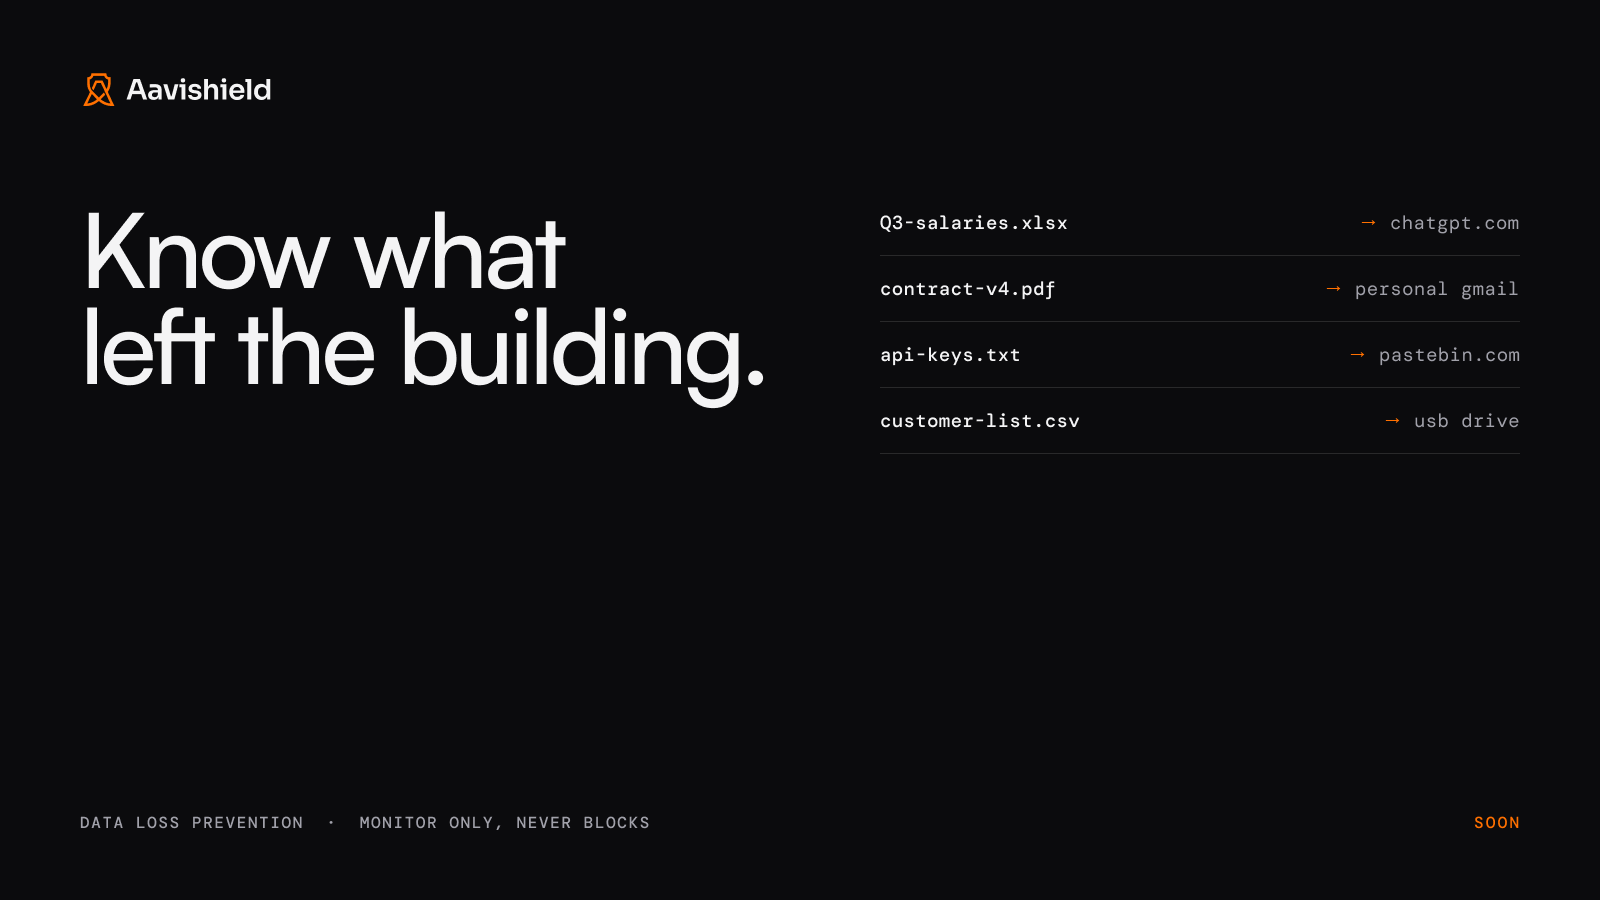 Aavishield
Know what
left the building.
Q3-salaries.xlsx → chatgpt.com
contract-v4.pdf → personal gmail
api-keys.txt → pastebin.com
customer-list.csv → usb drive
DATA LOSS PREVENTION · MONITOR ONLY, NEVER BLOCKS
SOON